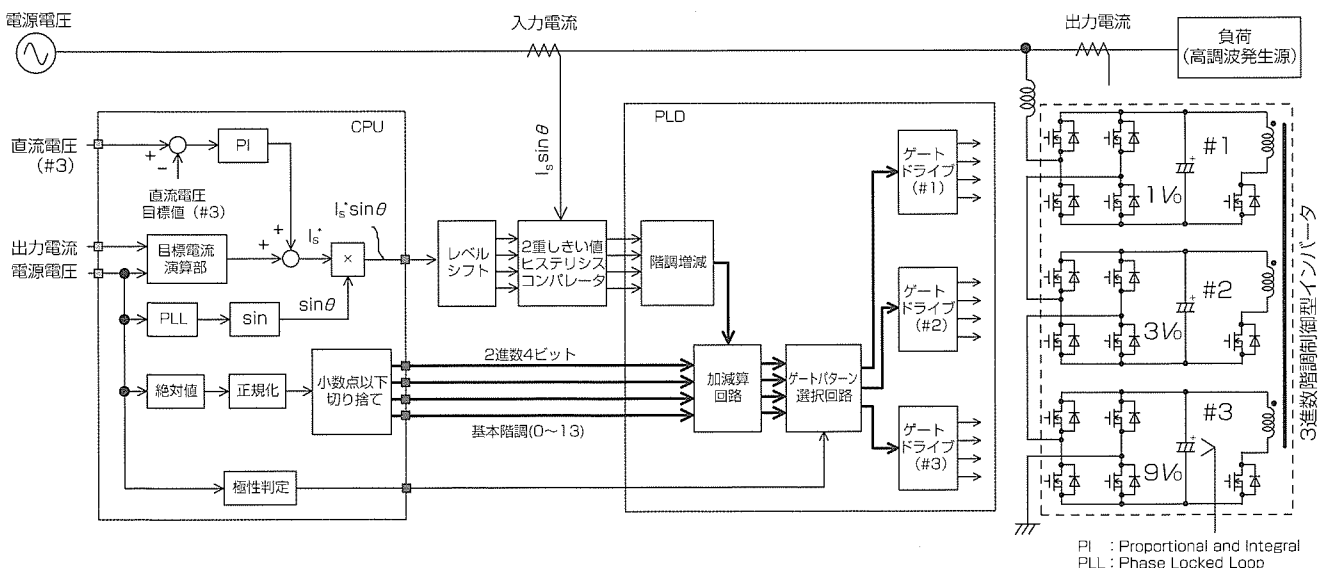 電源電圧
入力電流
出力電流
負荷
(高調波発生源)
CPU
PLD
直流電圧
(#3)
+
−
PI
直流電圧
目標値 (#3)
Is sinθ
Is*sinθ
Is*
+
+
×
出力電流
電源電圧
目標電流
演算部
PLL
sin
sinθ
レベル
シフト
2重しきい値
ヒステリシス
コンパレータ
階調増減
絶対値
正規化
小数点以下
切り捨て
2進数4ビット
基本階調(0〜13)
加減算
回路
ゲートパターン
選択回路
極性判定
ゲート
ドライブ
(#1)
ゲート
ドライブ
(#2)
ゲート
ドライブ
(#3)
#1
+
1V₀
#2
+
3V₀
#3
+
9V₀
3進数階調制御型インバータ
PI : Proportional and Integral
PLL : Phase Locked Loop